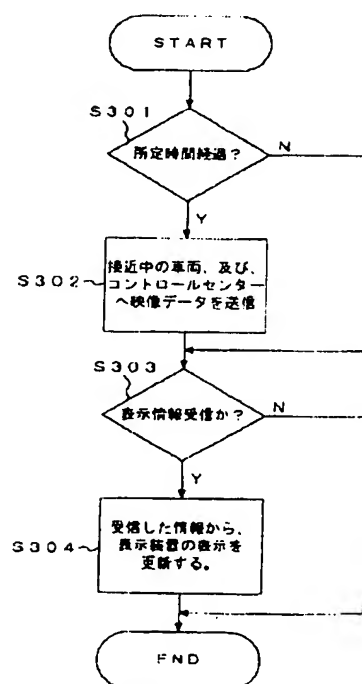 START
S301
所定時間経過?
N
Y
S302
接近中の車両、及び、
コントロールセンター
へ映像データを送信
S303
表示情報受信か?
N
Y
S304
受信した情報から、
表示装置の表示を
更新する。
END